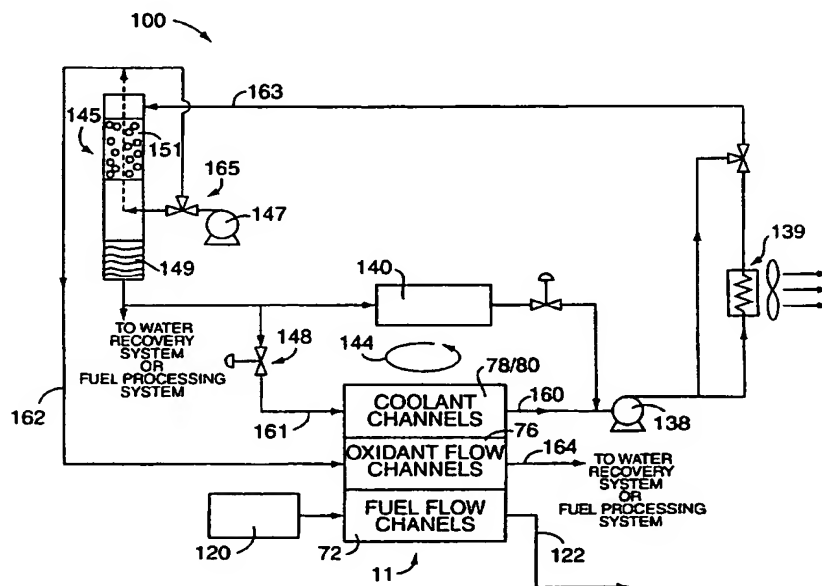 100
163
145
151
165
147
149
139
140
TO WATER
RECOVERY
SYSTEM
OR
FUEL PROCESSING
SYSTEM
148
144
78/80
162
161
COOLANT
CHANNELS
160
138
76
OXIDANT FLOW
CHANNELS
164
TO WATER
RECOVERY
SYSTEM
OR
FUEL PROCESSING
SYSTEM
FUEL FLOW
CHANELS
120
72
122
11